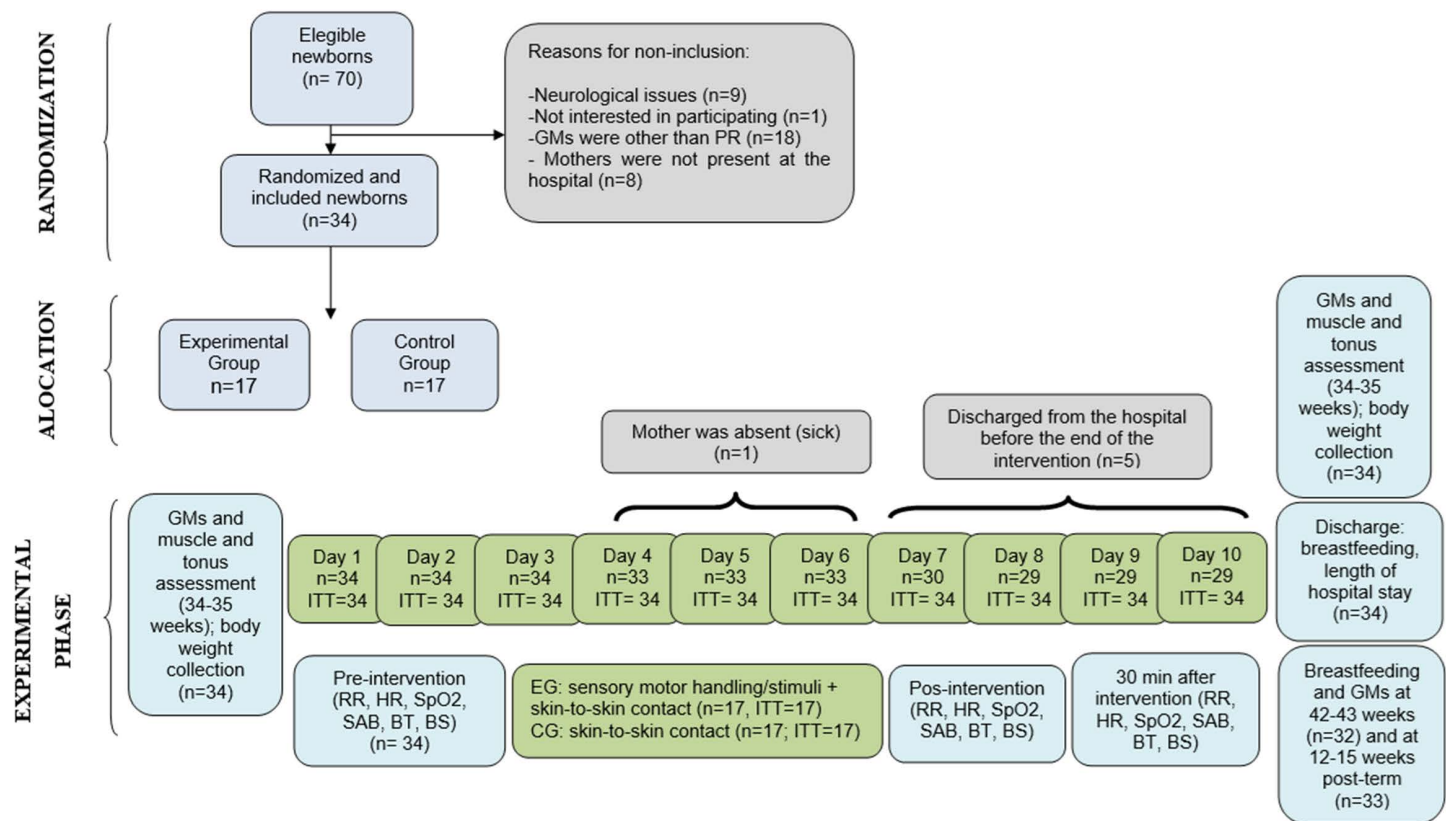 RANDOMIZATION
Elegible
newborns
(n= 70)
Reasons for non-inclusion:
-Neurological issues (n=9)
-Not interested in participating (n=1)
-GMs were other than PR (n=18)
- Mothers were not present at the
hospital (n=8)
Randomized and
included newborns
(n=34)
ALOCATION
Experimental
Group
n=17
Control
Group
n=17
Mother was absent (sick)
(n=1)
Discharged from the hospital
before the end of the
intervention (n=5)
GMs and
muscle and
tonus
assessment
(34-35
weeks); body
weight
collection
(n=34)
EXPERIMENTAL
PHASE
GMs and
muscle and
tonus
assessment
(34-35
weeks); body
weight
collection
(n=34)
Day 1
n=34
ITT=34
Day 2
n=34
ITT= 34
Day 3
n=34
ITT= 34
Day 4
n=33
ITT= 34
Day 5
n=33
ITT= 34
Day 6
n=33
ITT= 34
Day 7
n=30
ITT= 34
Day 8
n=29
ITT= 34
Day 9
n=29
ITT= 34
Day 10
n=29
ITT= 34
Discharge:
breastfeeding,
length of
hospital stay
(n=34)
Pre-intervention
(RR, HR, SpO2,
SAB, BT, BS)
(n= 34)
EG: sensory motor handling/stimuli +
skin-to-skin contact (n=17, ITT=17)
CG: skin-to-skin contact (n=17; ITT=17)
Pos-intervention
(RR, HR, SpO2,
SAB, BT, BS)
30 min after
intervention (RR,
HR, SpO2, SAB,
BT, BS)
Breastfeeding
and GMs at
42-43 weeks
(n=32) and at
12-15 weeks
post-term
(n=33)